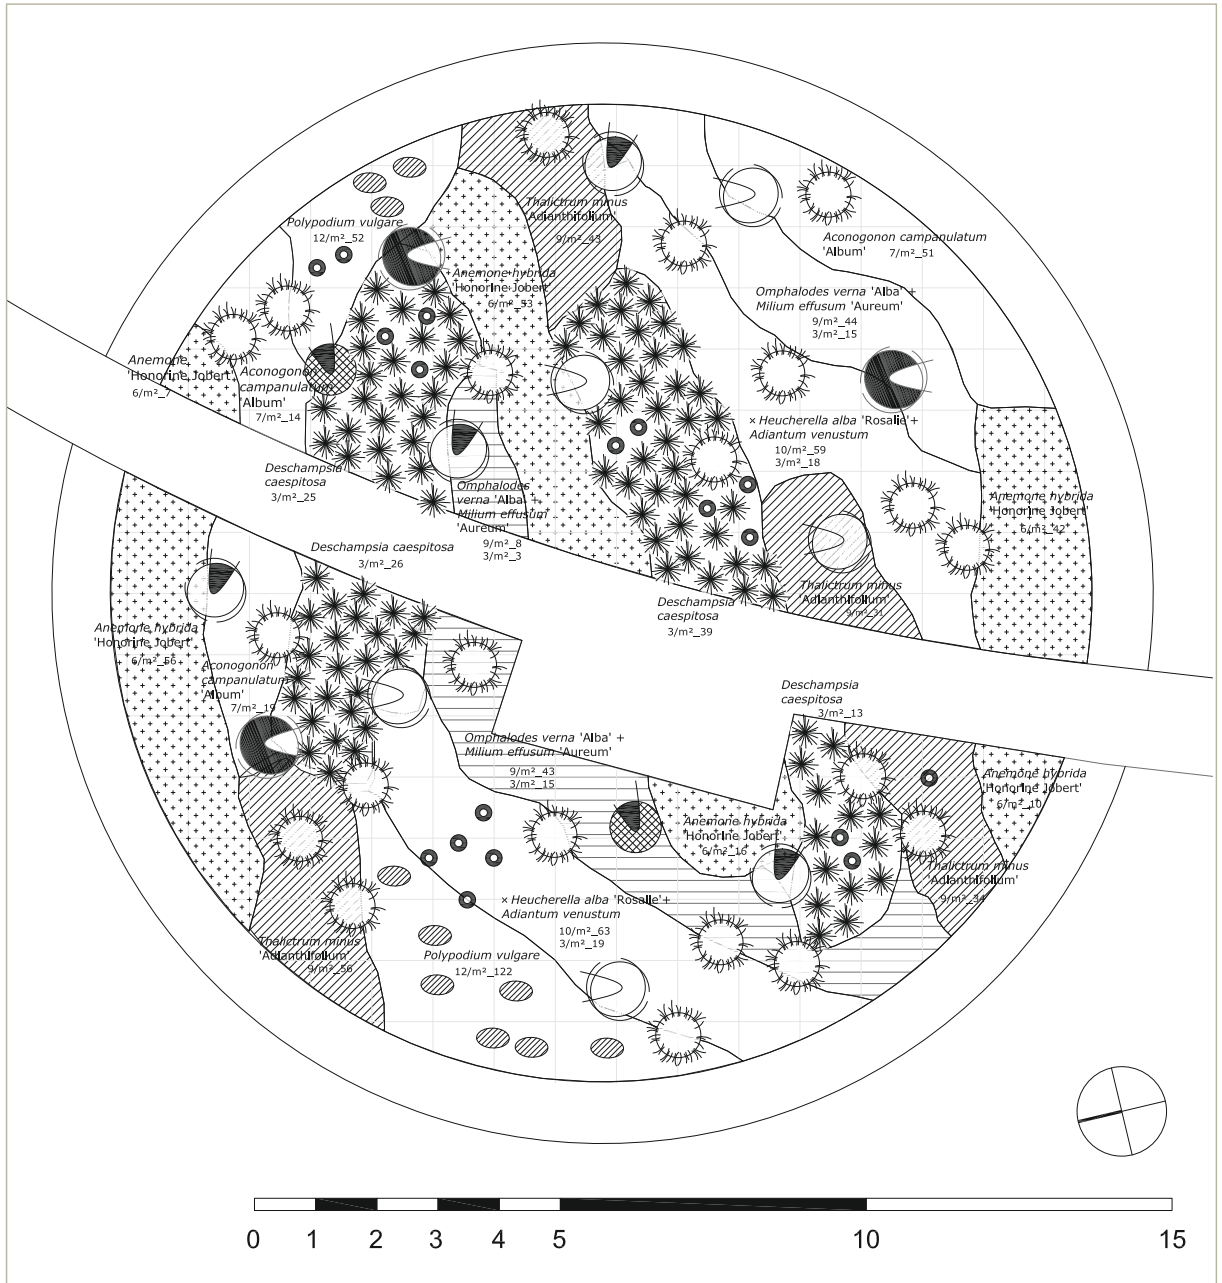 Thalictrum minus
'Adianthifolium'
9/m²_43
Polypodium vulgare
12/m²_52
Aconogonon campanulatum
'Album' 7/m²_51
Anemone hybrida
'Honorine Jobert'
6/m²_53
Omphalodes verna 'Alba' +
Milium effusum 'Aureum'
9/m²_44
3/m²_15
Anemone
'Honorine Jobert'
6/m²_7
Aconogonon
campanulatum
'Album'
7/m²_14
× Heucherella alba 'Rosalie'+
Adiantum venustum
10/m²_59
3/m²_18
Deschampsia
caespitosa
3/m²_25
Omphalodes
verna 'Alba' +
Milium effusum
'Aureum'
9/m²_8
3/m²_3
Anemone hybrida
'Honorine Jobert'
6/m²_42
Deschampsia caespitosa
3/m²_26
Thalictrum minus
'Adianthifolium'
9/m²_21
Deschampsia
caespitosa
3/m²_39
Anemone hybrida
'Honorine Jobert'
6/m²_56
Aconogonon
campanulatum
'Album'
7/m²_19
Deschampsia
caespitosa
3/m²_13
Omphalodes verna 'Alba' +
Milium effusum 'Aureum'
9/m²_43
3/m²_15
Anemone hybrida
'Honorine Jobert'
6/m²_10
Anemone hybrida
'Honorine Jobert'
6/m²_16
Thalictrum minus
'Adianthifolium'
9/m²_34
× Heucherella alba 'Rosalie'+
Adiantum venustum
10/m²_63
3/m²_19
Thalictrum minus
'Adianthifolium'
9/m²_56
Polypodium vulgare
12/m²_122
0 1 2 3 4 5 10 15